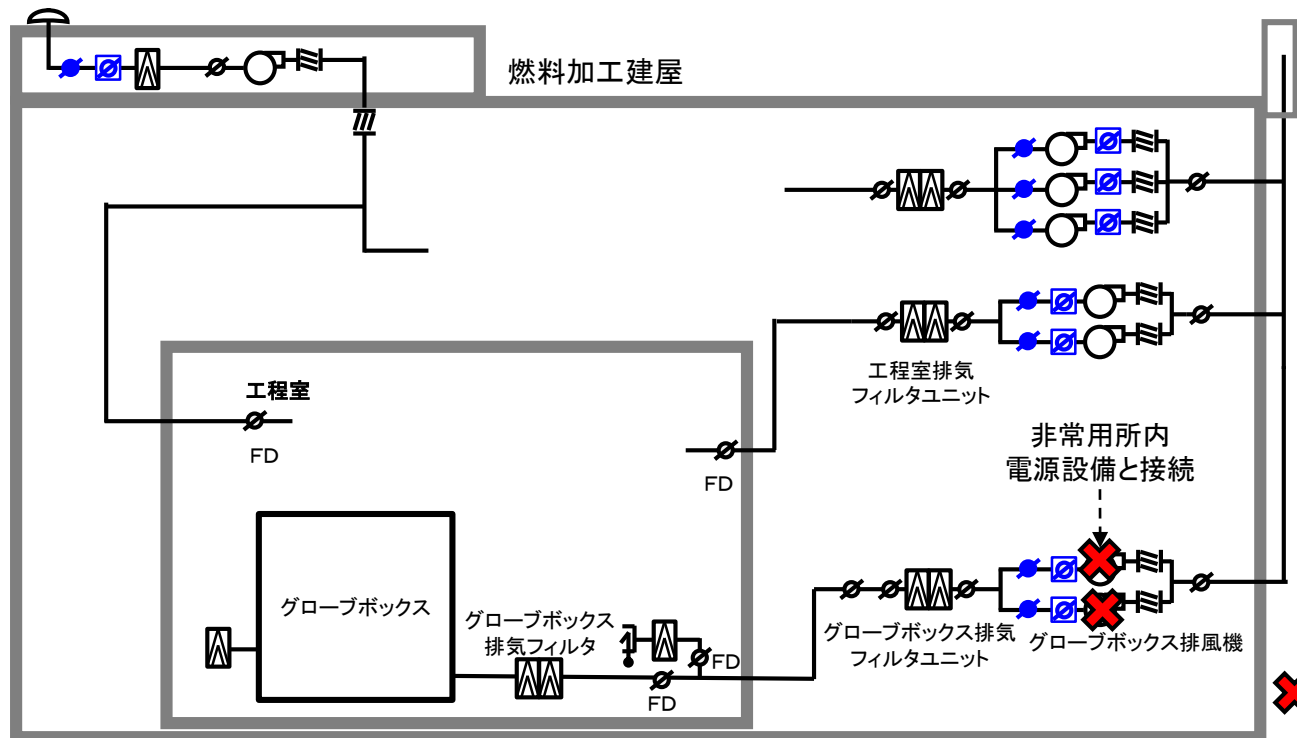 燃料加工建屋
工程室排気
フィルタユニット
工程室
FD
FD
非常用所内
電源設備と接続
グローブボックス
グローブボックス
排気フィルタ
FD
FD
グローブボックス排気
フィルタユニット
グローブボックス排風機